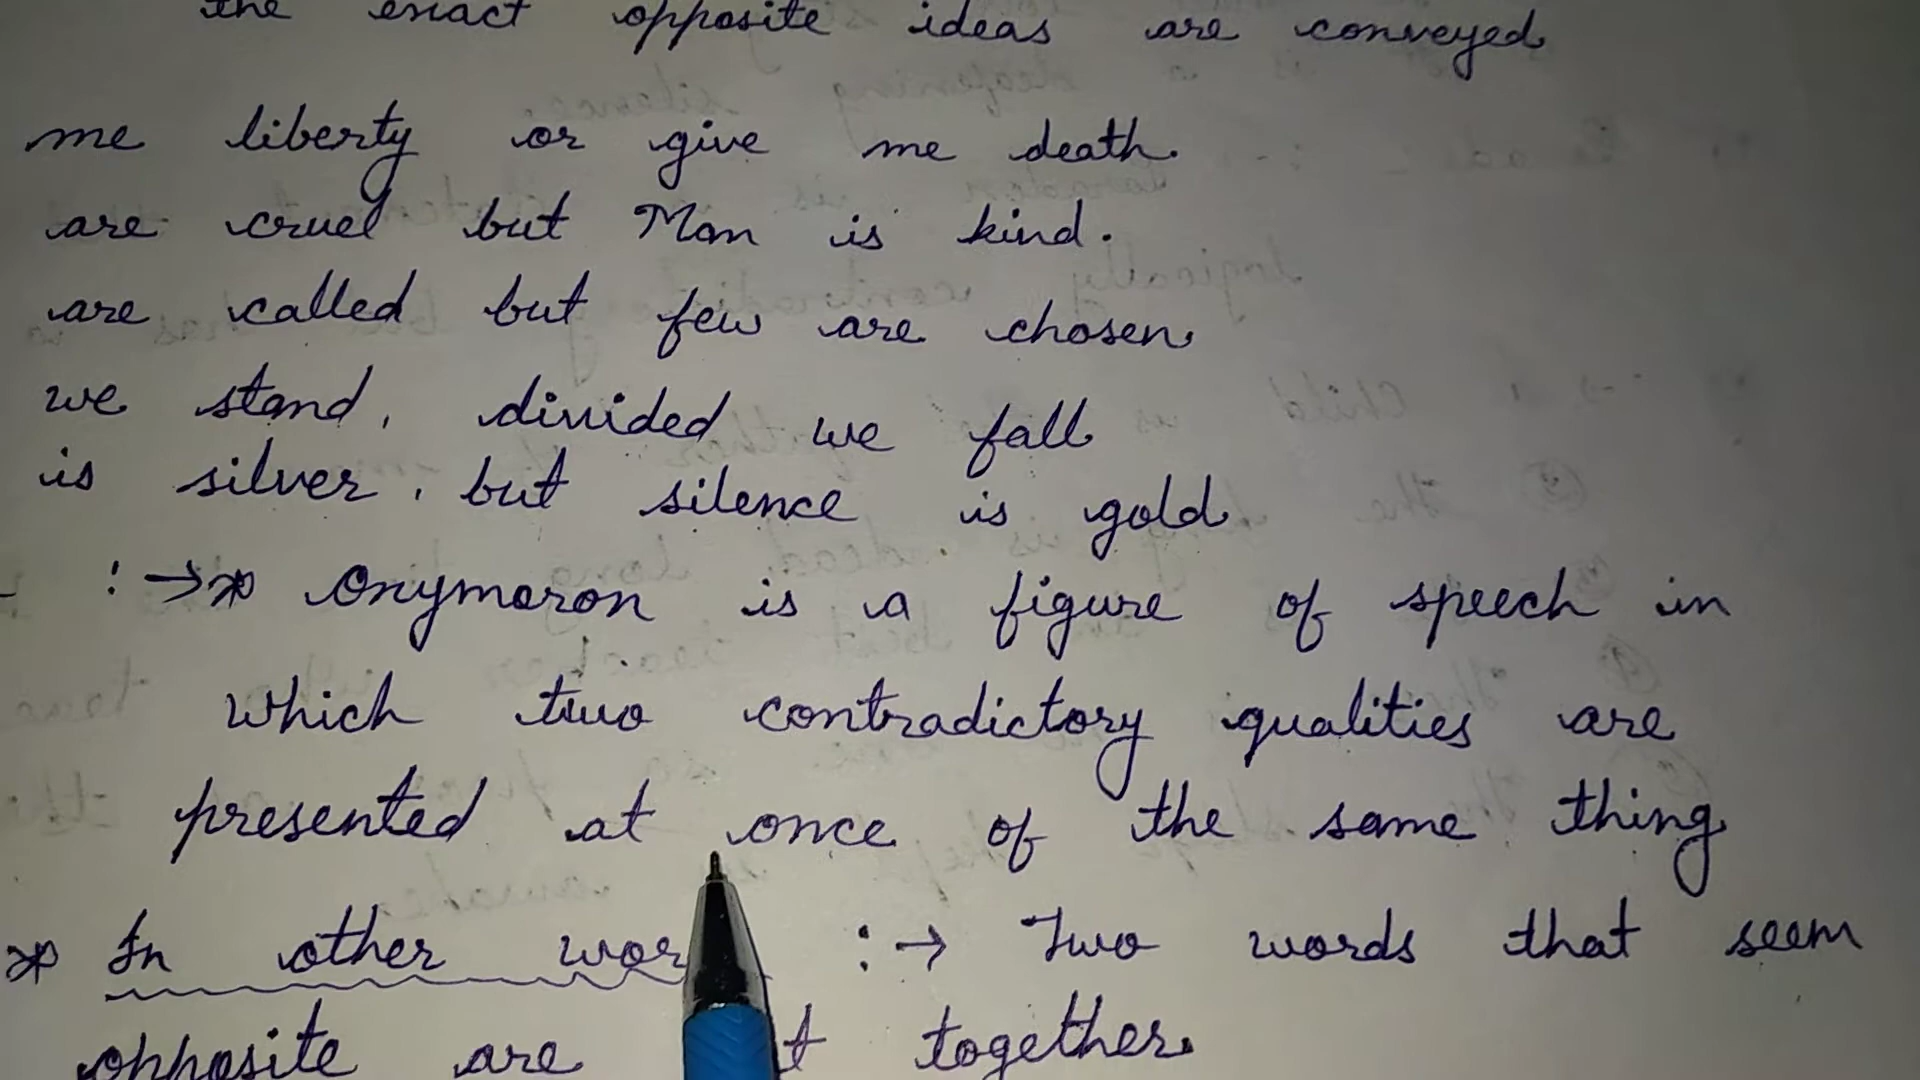 the exact opposite ideas are conveyed
me liberty or give me death.
are cruel but Man is kind.
are called but few are chosen
we stand, divided we fall
is silver, but silence is gold
:→* Oxymoron is a figure of speech in
which two contradictory qualities are
presented at once of the same thing
* In other :→ Two words that seem
opposite are together.